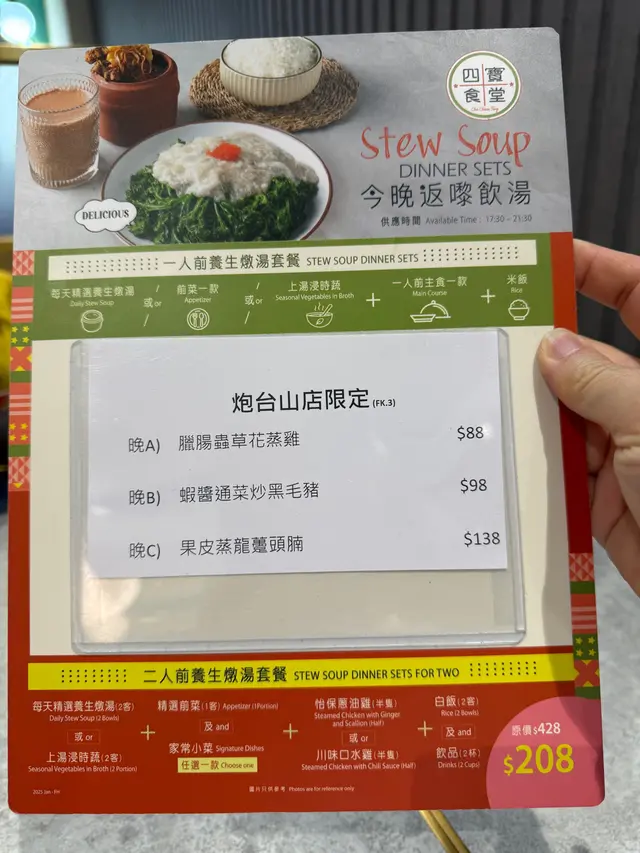 四寶
食堂
Stew Soup
DINNER SETS
今晚返嚟飲湯
供應時間 Available Time : 17:30 – 21:30
DELICIOUS
一人前養生燉湯套餐 STEW SOUP DINNER SETS
每天精選養生燉湯 / 前菜一款 / 上湯浸時蔬 + 一人前主食一款 + 米飯
Daily Stew Soup 或or Appetizer 或or Seasonal Vegetables in Broth Main Course Rice
炮台山店限定 (FK.3)
晚A) 臘腸蟲草花蒸雞 $88
晚B) 蝦醬通菜炒黑毛豬 $98
晚C) 果皮蒸龍躉頭腩 $138
二人前養生燉湯套餐 STEW SOUP DINNER SETS FOR TWO
每天精選養生燉湯(2客)
Daily Stew Soup (2 Bowls)
或 or
上湯浸時蔬(2客)
Seasonal Vegetables in Broth (2 Portion)
+
精選前菜(1客) Appetizer (1Portion)
及 and
家常小菜 Signature Dishes
任選一款 Choose one
+
怡保蔥油雞(半隻)
Steamed Chicken with Ginger
and Scallion (Half)
或 or
川味口水雞(半隻)
Steamed Chicken with Chili Sauce (Half)
+
白飯(2客)
Rice (2 Bowls)
及 and
飲品(2杯)
Drinks (2 Cups)
原價$428
$208
2025 Jan - FH
圖片只供參考 Photos are for reference only